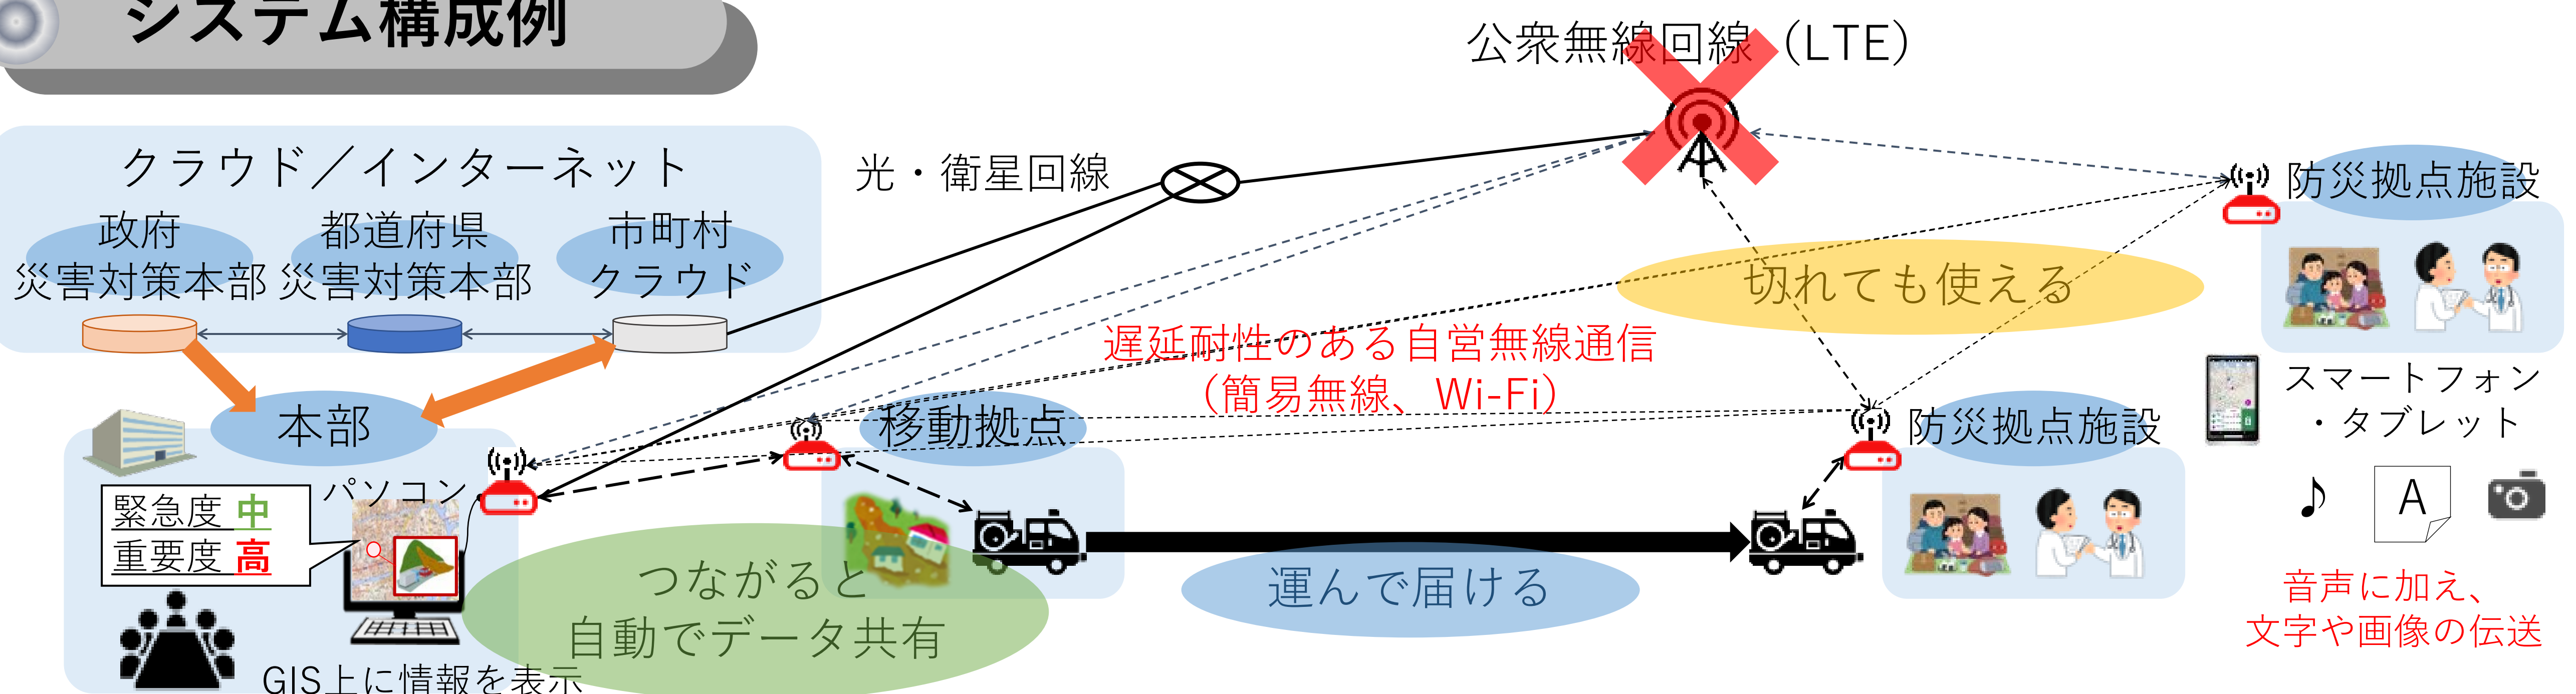 システム構成例
公衆無線回線（LTE）
クラウド／インターネット
光・衛星回線
政府
災害対策本部
都道府県
災害対策本部
市町村
クラウド
防災拠点施設
切れても使える
遅延耐性のある自営無線通信
（簡易無線、Wi-Fi）
本部
移動拠点
防災拠点施設
スマートフォン
・タブレット
パソコン
緊急度 中
重要度 高
A
つながると
自動でデータ共有
運んで届ける
音声に加え、
文字や画像の伝送
GIS上に情報を表示